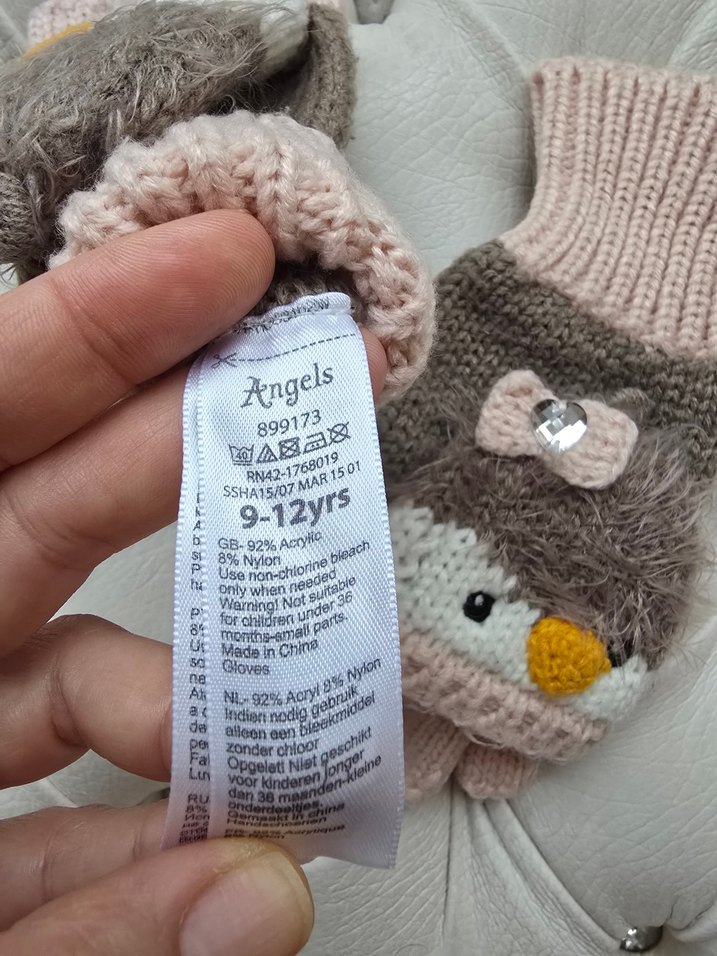 Angels
899173
40
RN42-1768019
SSHA15/07 MAR 15 01
9-12yrs
GB- 92% Acrylic
8% Nylon
Use non-chlorine bleach
only when needed
Warning! Not suitable
for children under 36
months-small parts.
Made in China
Gloves
NL- 92% Acryl 8% Nylon
Indien nodig gebruik
alleen een bleekmiddel
zonder chloor
Opgelet! Niet geschikt
voor kinderen jonger
dan 36 maanden-kleine
onderdeeltjes.
Gemaakt in china
Handschoenen
RU
8%